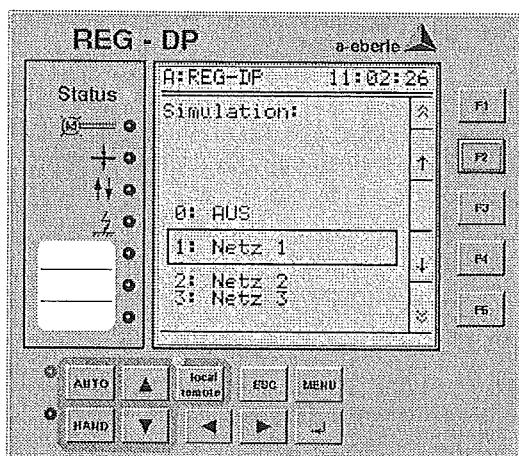 REG - DP
a-eberle
Status
M
A:REG-DP 11:02:26
Simulation:
0: AUS
1: Netz 1
2: Netz 2
3: Netz 3
F1
F2
F3
F4
F5
AUTO
local
remote
ESC
MENU
HAND